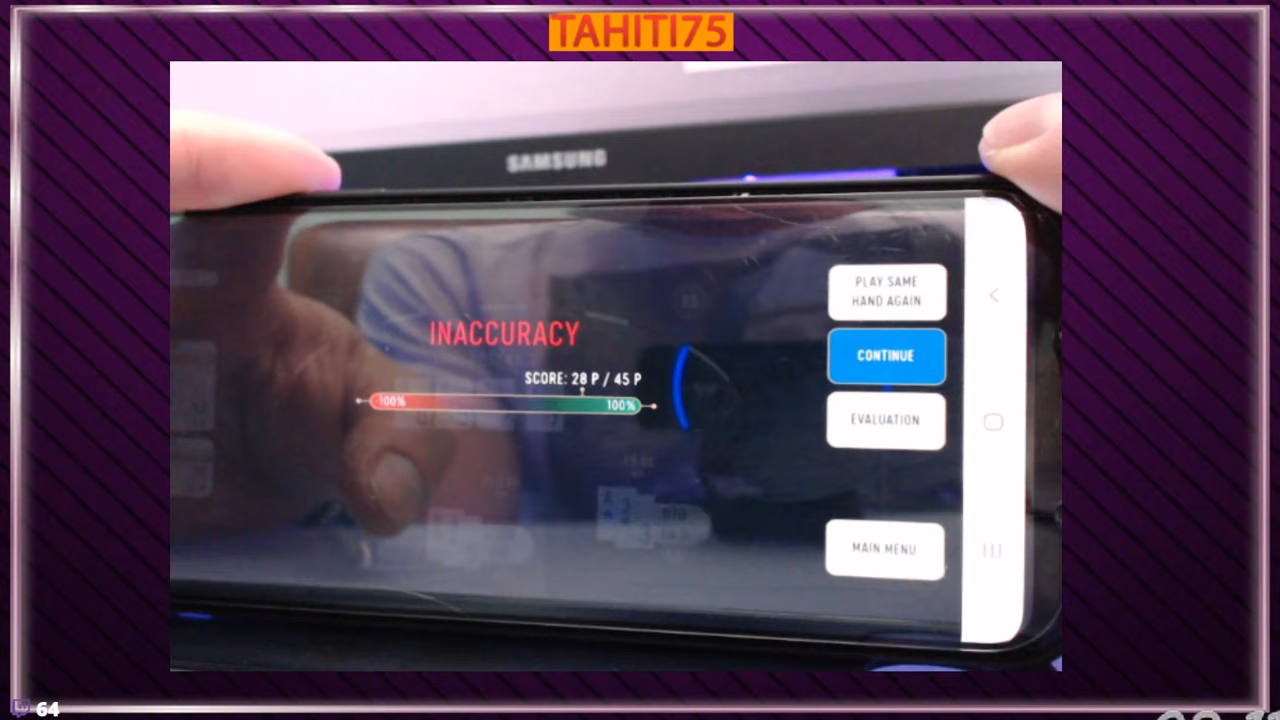 TAHITI75
SAMSUNG
PLAY SAME
HAND AGAIN
INACCURACY
CONTINUE
SCORE: 28 P / 45 P
-100%
100%
EVALUATION
MAIN MENU
64